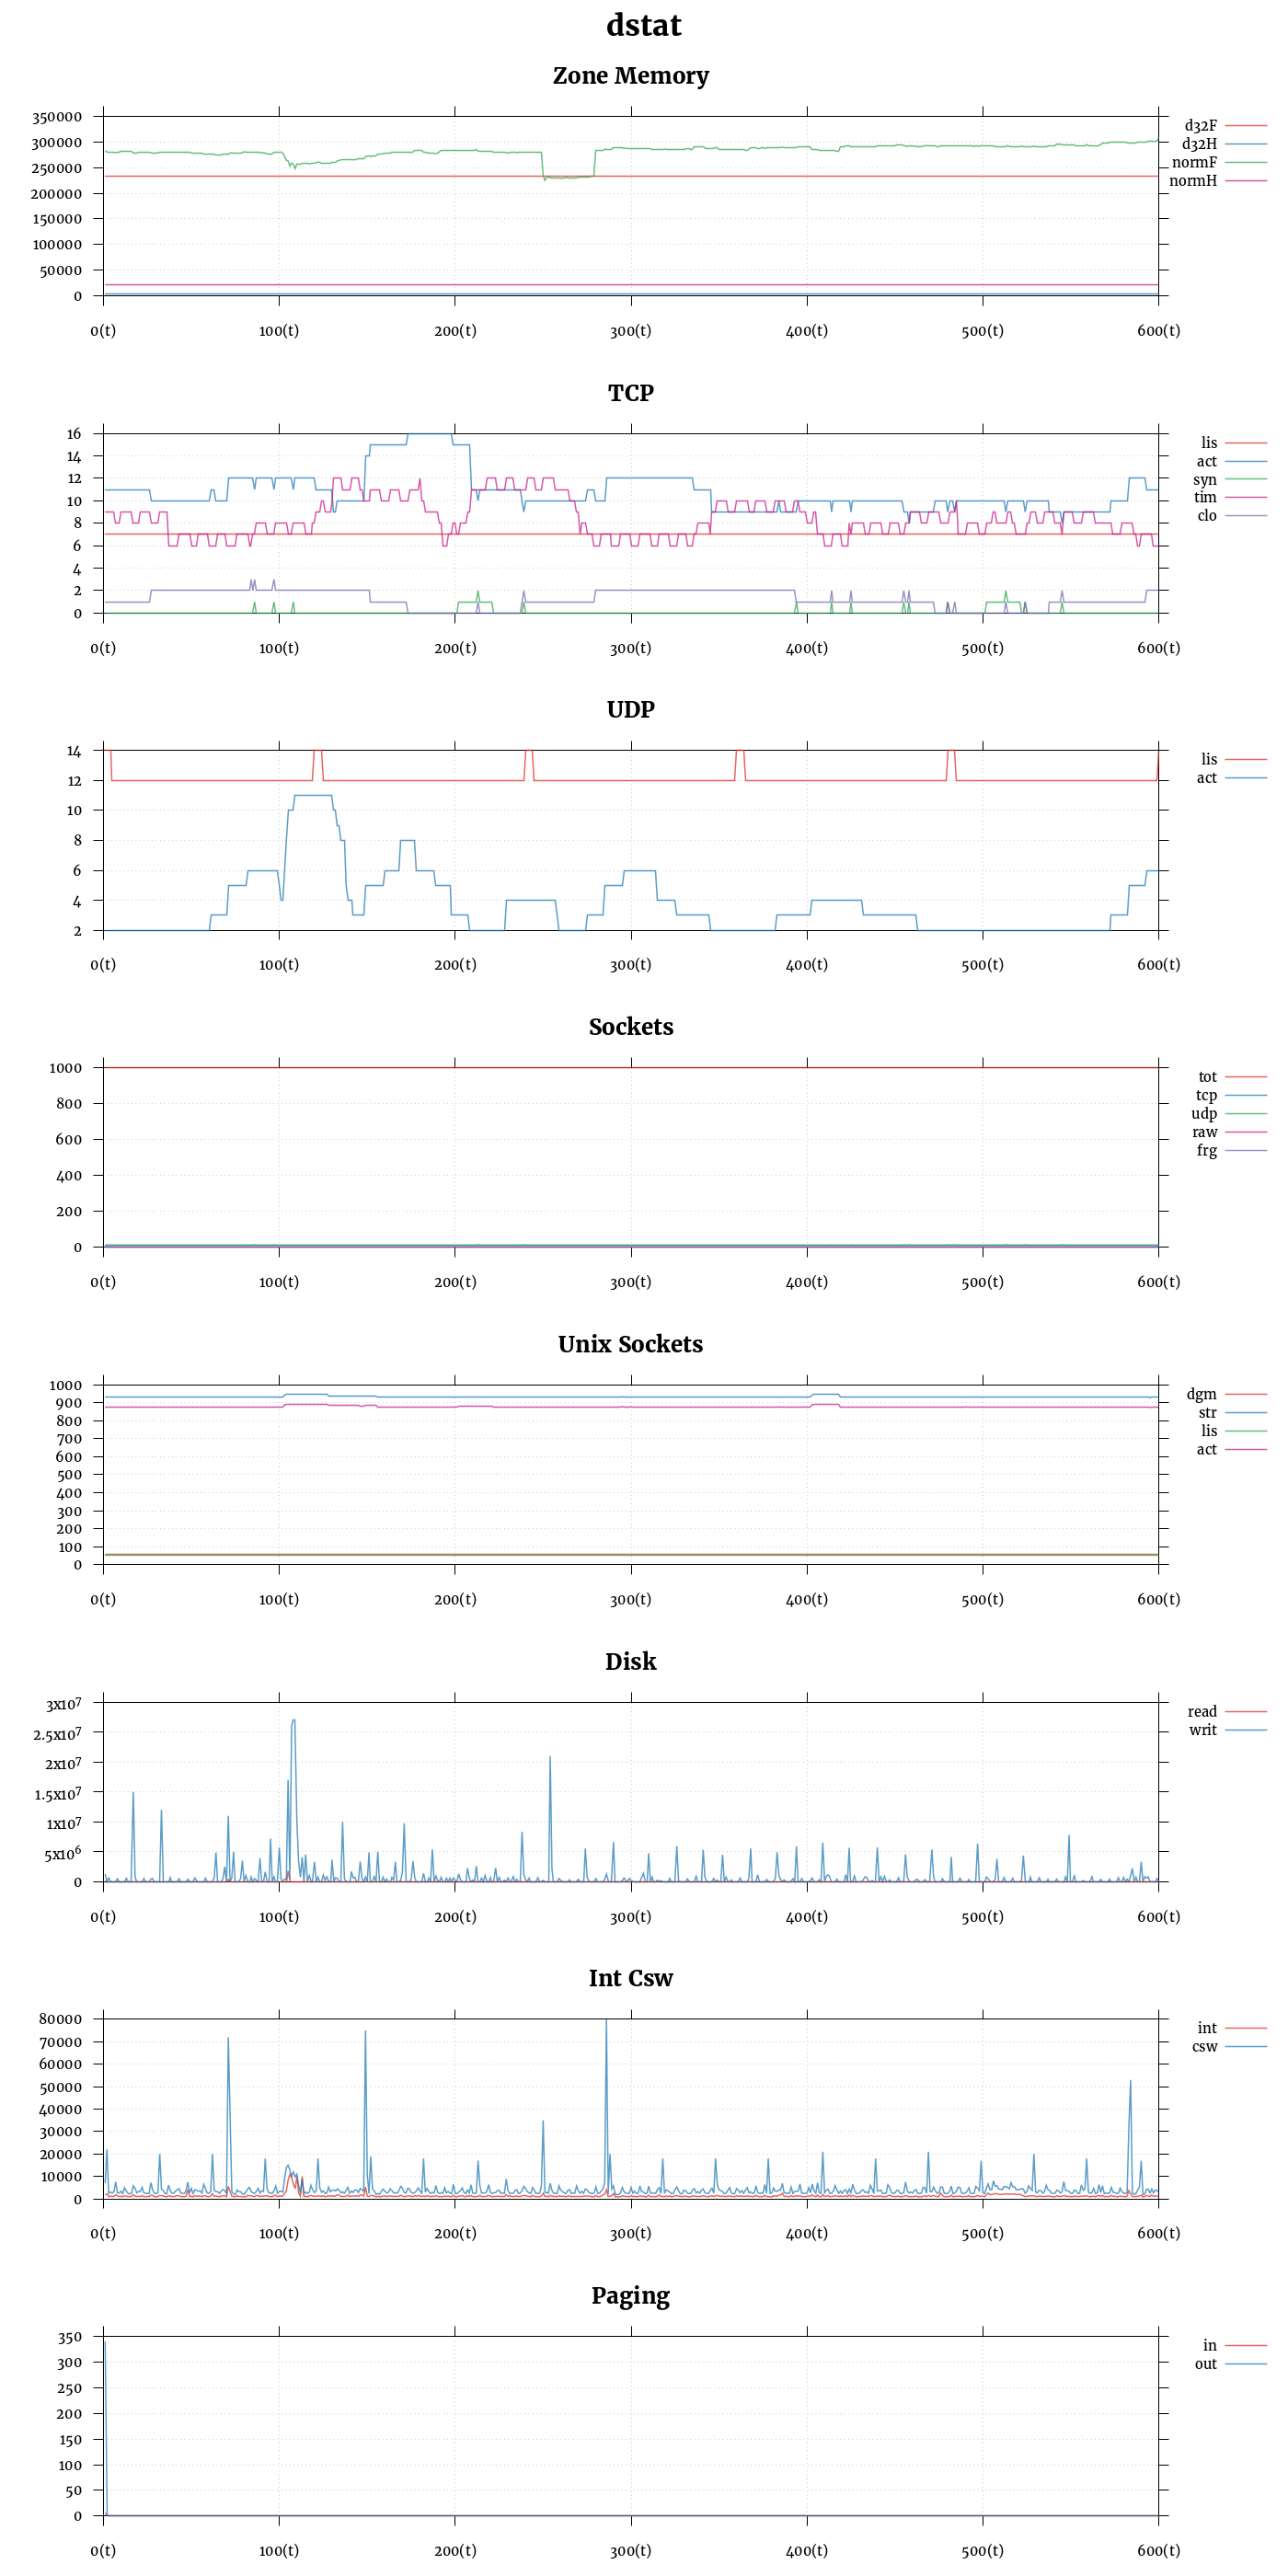 dstat
Zone Memory
350000
300000
250000
200000
150000
100000
50000
0
0(t) 100(t) 200(t) 300(t) 400(t) 500(t) 600(t)
d32F
d32H
normF
normH
TCP
16
14
12
10
8
6
4
2
0
0(t) 100(t) 200(t) 300(t) 400(t) 500(t) 600(t)
lis
act
syn
tim
clo
UDP
14
12
10
8
6
4
2
0(t) 100(t) 200(t) 300(t) 400(t) 500(t) 600(t)
lis
act
Sockets
1000
800
600
400
200
0
0(t) 100(t) 200(t) 300(t) 400(t) 500(t) 600(t)
tot
tcp
udp
raw
frg
Unix Sockets
1000
900
800
700
600
500
400
300
200
100
0
0(t) 100(t) 200(t) 300(t) 400(t) 500(t) 600(t)
dgm
str
lis
act
Disk
3x10⁷
2.5x10⁷
2x10⁷
1.5x10⁷
1x10⁷
5x10⁶
0
0(t) 100(t) 200(t) 300(t) 400(t) 500(t) 600(t)
read
writ
Int Csw
80000
70000
60000
50000
40000
30000
20000
10000
0
0(t) 100(t) 200(t) 300(t) 400(t) 500(t) 600(t)
int
csw
Paging
350
300
250
200
150
100
50
0
0(t) 100(t) 200(t) 300(t) 400(t) 500(t) 600(t)
in
out